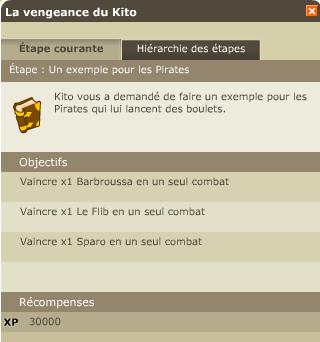 La vengeance du Kito
Étape courante
Hiérarchie des étapes
Étape : Un exemple pour les Pirates
Kito vous a demandé de faire un exemple pour les
Pirates qui lui lancent des boulets.
Objectifs
Vaincre x1 Barbroussa en un seul combat
Vaincre x1 Le Flib en un seul combat
Vaincre x1 Sparo en un seul combat
Récompenses
XP 30000